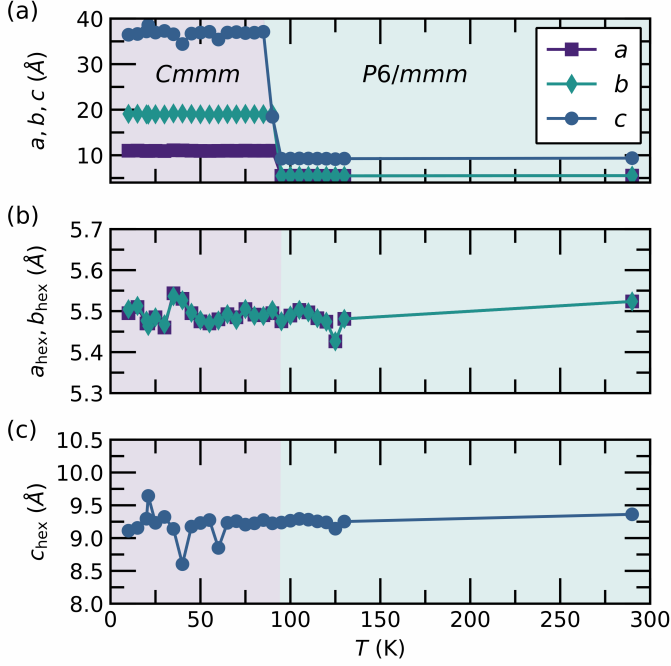 (a)
40
30
20
10
a, b, c (Å)
Cmmm
P6/mmm
a
b
c
(b)
5.7
5.6
5.5
5.4
5.3
a_hex, b_hex (Å)
(c)
10.5
10.0
9.5
9.0
8.5
8.0
c_hex (Å)
0 50 100 150 200 250 300
T (K)